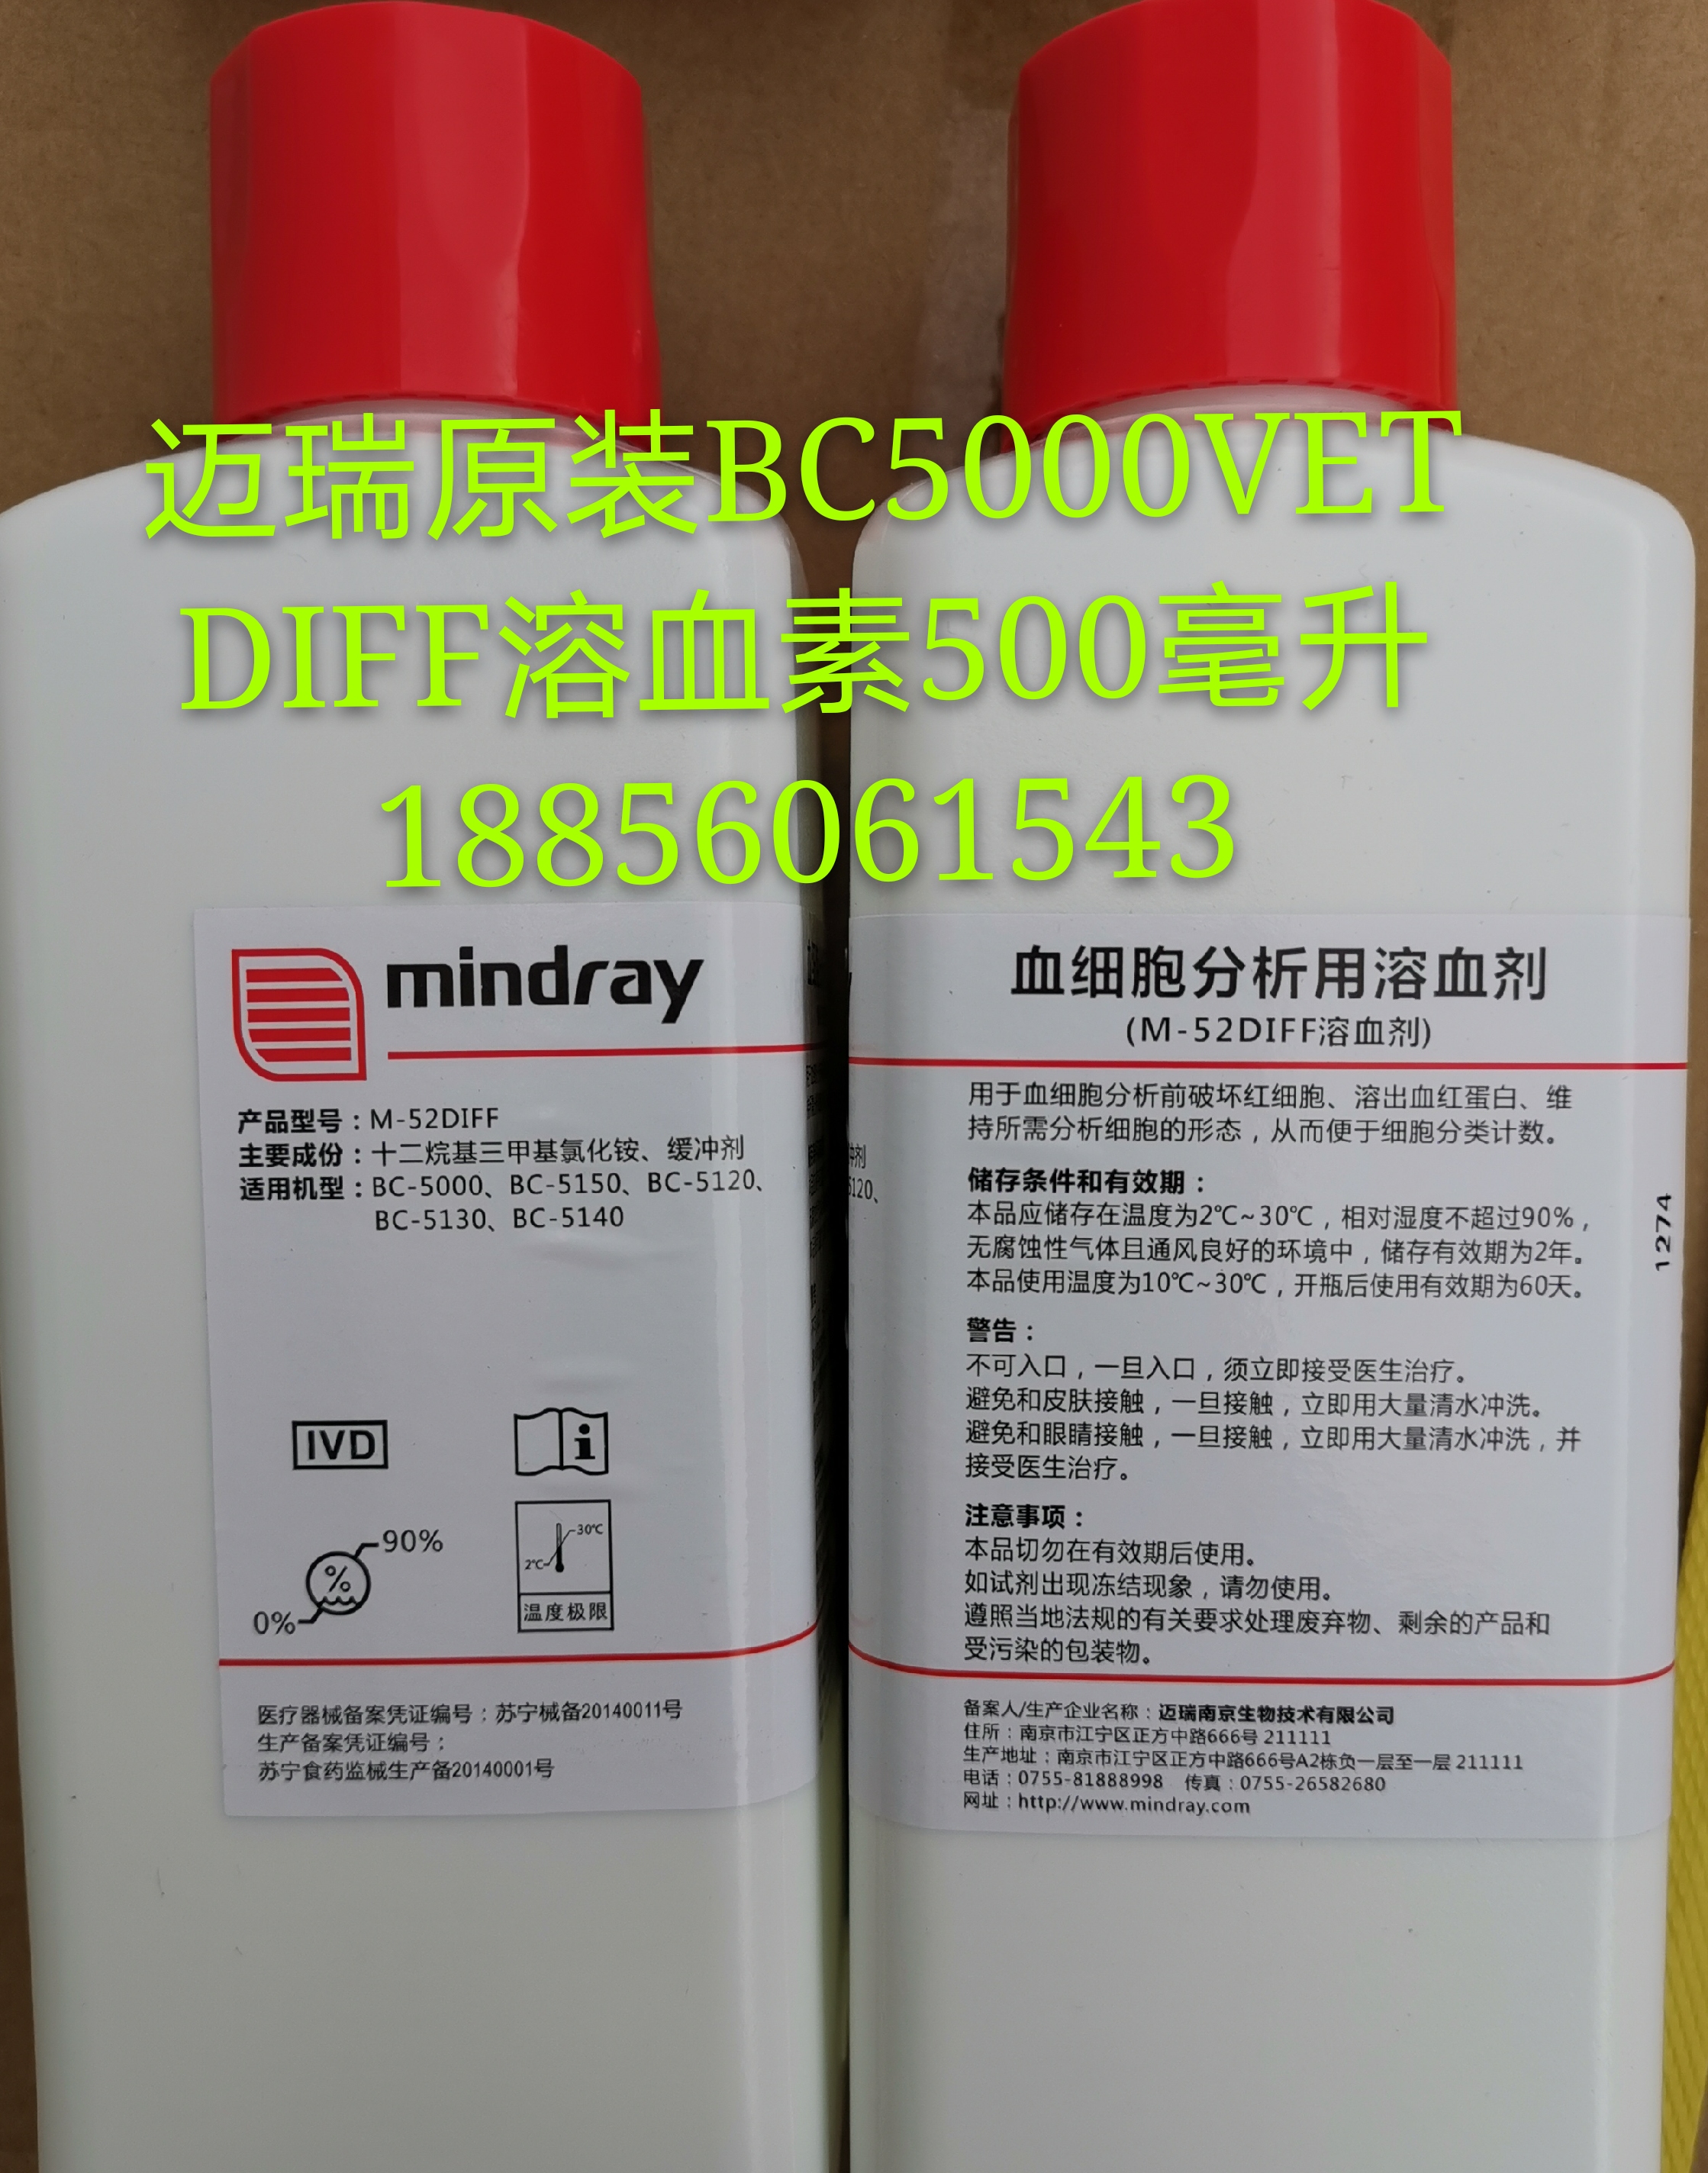 迈瑞原装BC5000VET
DIFF溶血素500毫升
18856061543
mindray
产品型号：M-52DIFF
主要成份：十二烷基三甲基氯化铵、缓冲剂
适用机型：BC-5000、BC-5150、BC-5120、
BC-5130、BC-5140
IVD
i
90%
%
0%
30℃
2℃
温度极限
医疗器械备案凭证编号：苏宁械备20140011号
生产备案凭证编号：
苏宁食药监械生产备20140001号
冲剂
5120、
血细胞分析用溶血剂
(M-52DIFF溶血剂)
用于血细胞分析前破坏红细胞、溶出血红蛋白、维
持所需分析细胞的形态，从而便于细胞分类计数。
储存条件和有效期：
本品应储存在温度为2℃~30℃，相对湿度不超过90%，
无腐蚀性气体且通风良好的环境中，储存有效期为2年。
本品使用温度为10℃~30℃，开瓶后使用有效期为60天。
警告：
不可入口，一旦入口，须立即接受医生治疗。
避免和皮肤接触，一旦接触，立即用大量清水冲洗。
避免和眼睛接触，一旦接触，立即用大量清水冲洗，并
接受医生治疗。
注意事项：
本品切勿在有效期后使用。
如试剂出现冻结现象，请勿使用。
遵照当地法规的有关要求处理废弃物、剩余的产品和
受污染的包装物。
备案人/生产企业名称：迈瑞南京生物技术有限公司
住所：南京市江宁区正方中路666号 211111
生产地址：南京市江宁区正方中路666号A2栋负一层至一层 211111
电话：0755-81888998 传真：0755-26582680
网址：http://www.mindray.com
1274